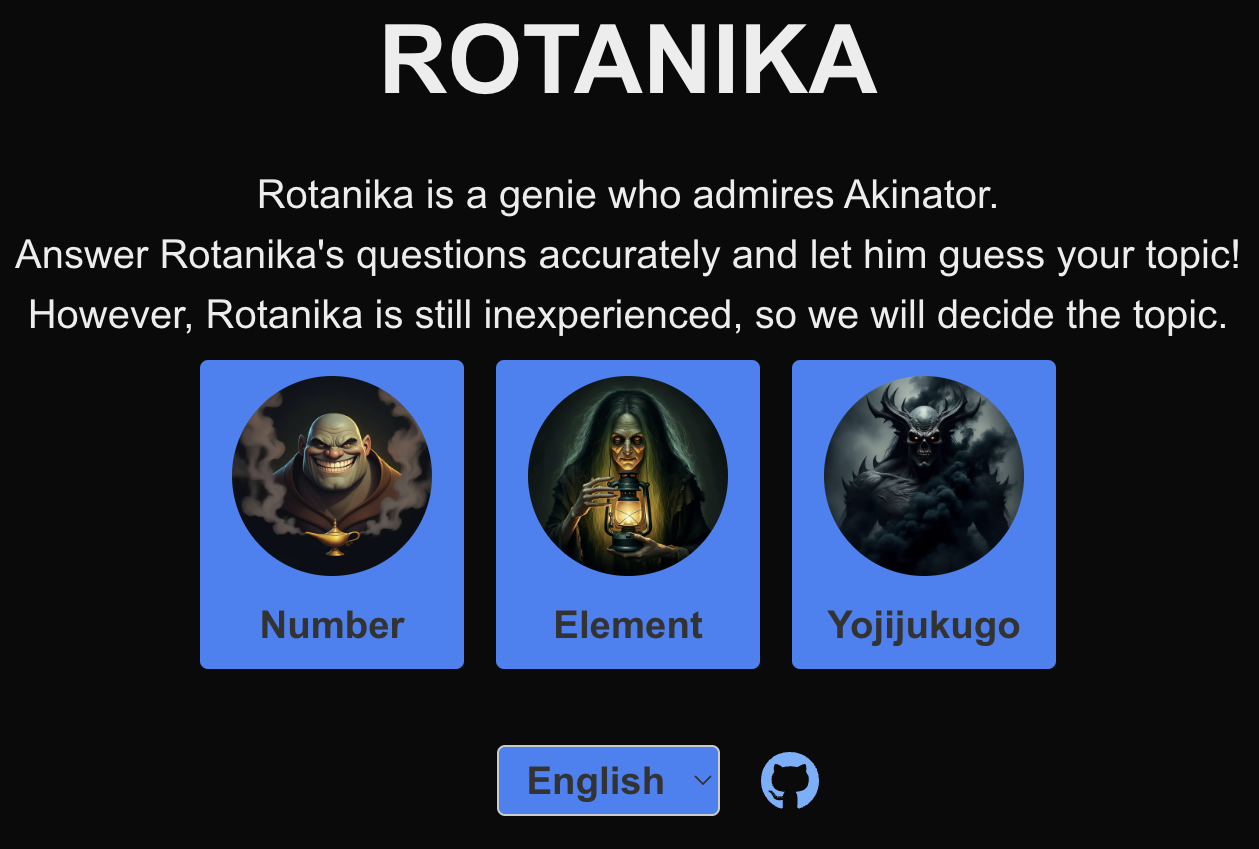 ROTANIKA
Rotanika is a genie who admires Akinator.
Answer Rotanika's questions accurately and let him guess your topic!
However, Rotanika is still inexperienced, so we will decide the topic.
Number
Element
Yojijukugo
English